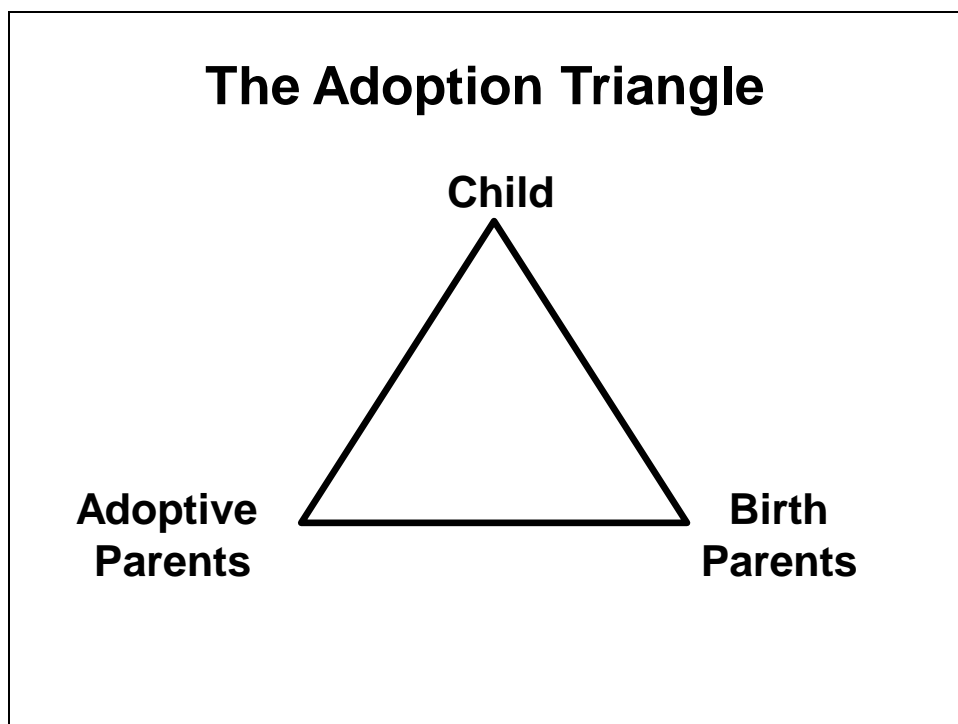 The Adoption Triangle
Child
Adoptive
Parents
Birth
Parents